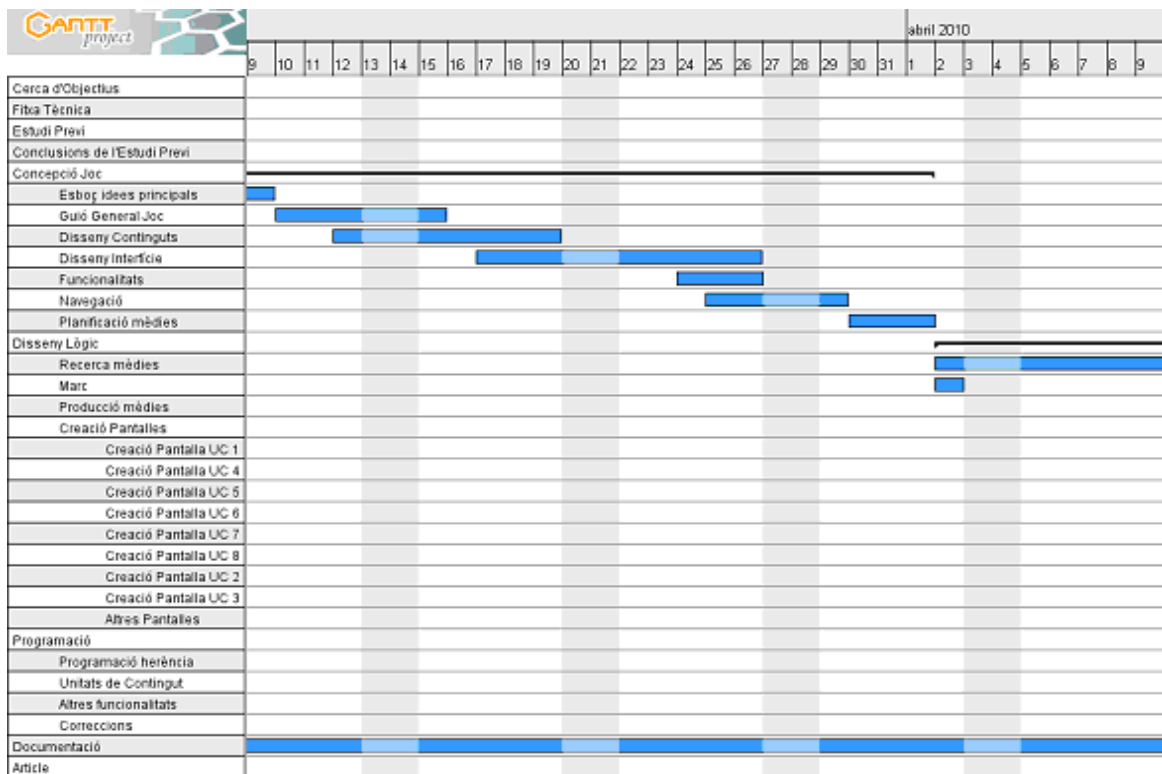 GANTT
project
abril 2010
9 10 11 12 13 14 15 16 17 18 19 20 21 22 23 24 25 26 27 28 29 30 31 1 2 3 4 5 6 7 8 9
Cerca d'Objectius
Fitxa Tècnica
Estudi Previ
Conclusions de l'Estudi Previ
Concepció Joc
Esboç idees principals
Guió General Joc
Disseny Continguts
Disseny Interfície
Funcionalitats
Navegació
Planificació mèdies
Disseny Lògic
Recerca mèdies
Marc
Producció mèdies
Creació Pantalles
Creació Pantalla UC 1
Creació Pantalla UC 4
Creació Pantalla UC 5
Creació Pantalla UC 6
Creació Pantalla UC 7
Creació Pantalla UC 8
Creació Pantalla UC 2
Creació Pantalla UC 3
Altres Pantalles
Programació
Programació herència
Unitats de Contingut
Altres funcionalitats
Correccions
Documentació
Article